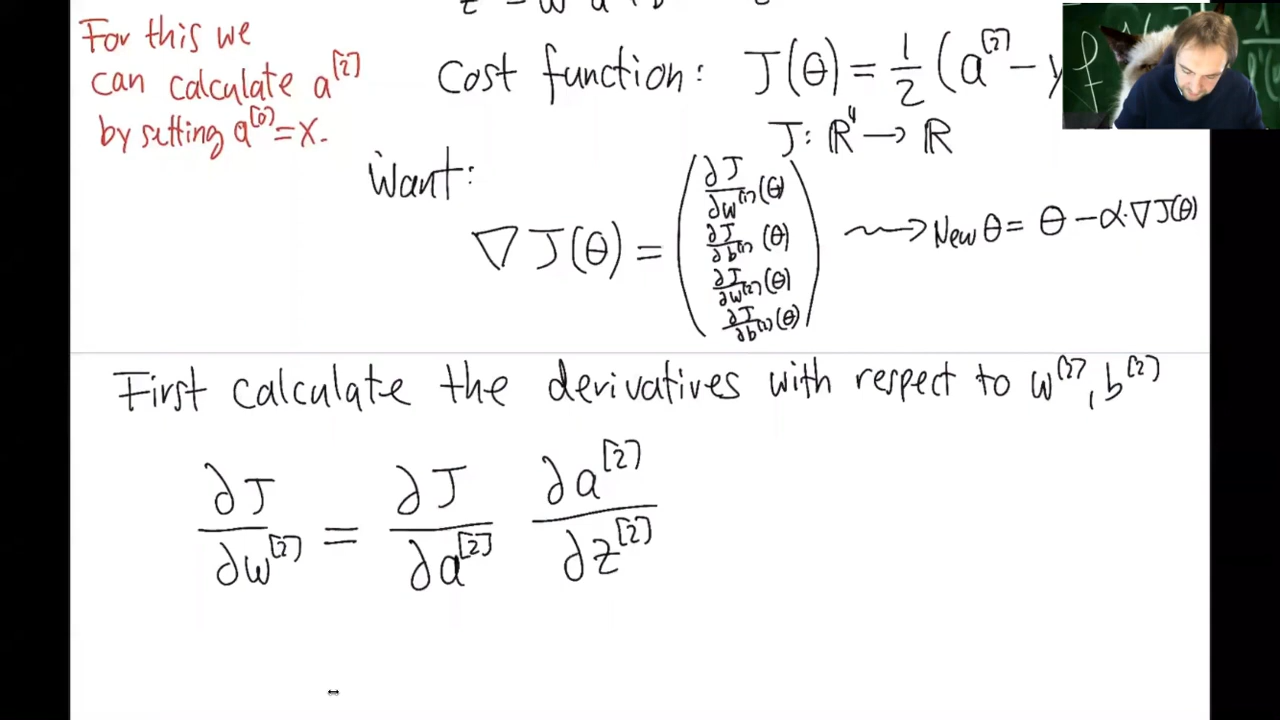 For this we
can calculate a^[2]
by setting a^[0] = x.
Cost function: J(θ) = 1/2 (a^[2] − y
J: ℝ^4 → ℝ
Want:
∇J(θ) = ( ∂J/∂w^[1] (θ)
∂J/∂b^[1] (θ)
∂J/∂w^[2] (θ)
∂J/∂b^[2] (θ) ) ⇝ New θ = θ − α·∇J(θ)
First calculate the derivatives with respect to w^[2], b^[2]
∂J/∂w^[2] = ∂J/∂a^[2] ∂a^[2]/∂z^[2]